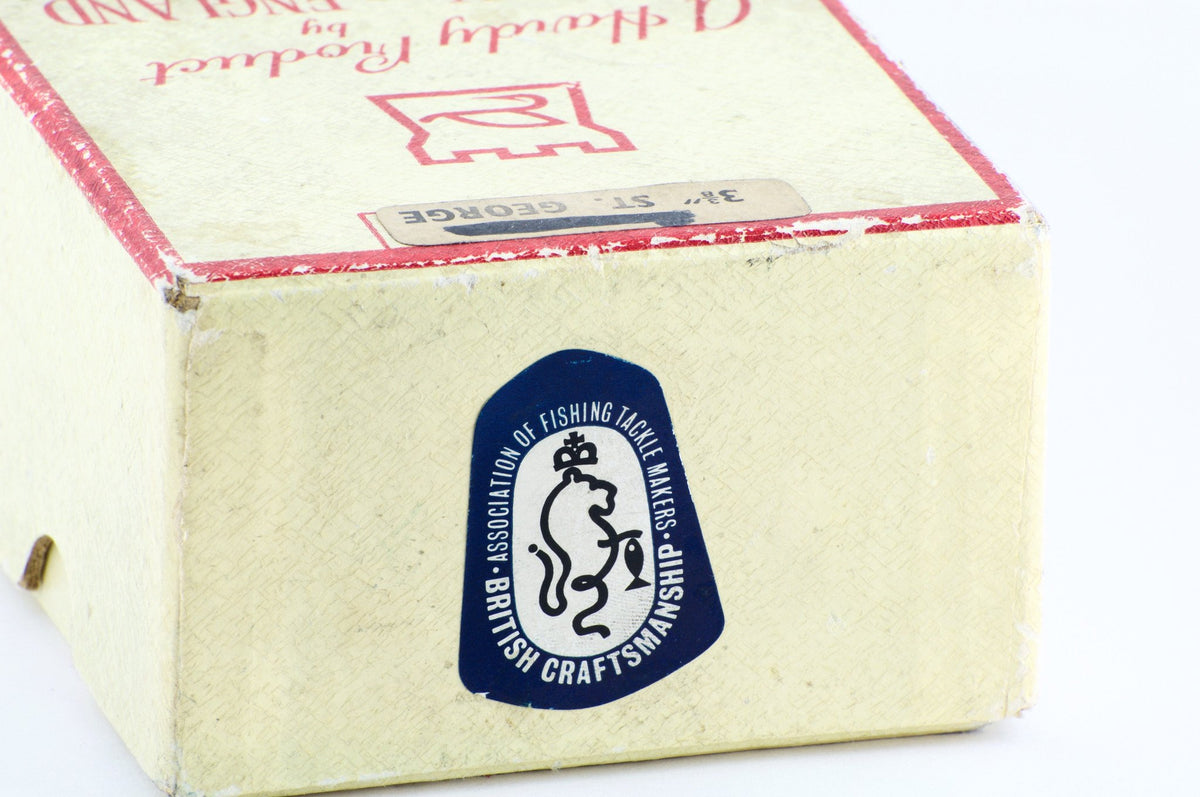 A Hardy Product
by
ENGLAND
3⅜" ST. GEORGE
• ASSOCIATION OF FISHING TACKLE MAKERS •
BRITISH CRAFTSMANSHIP